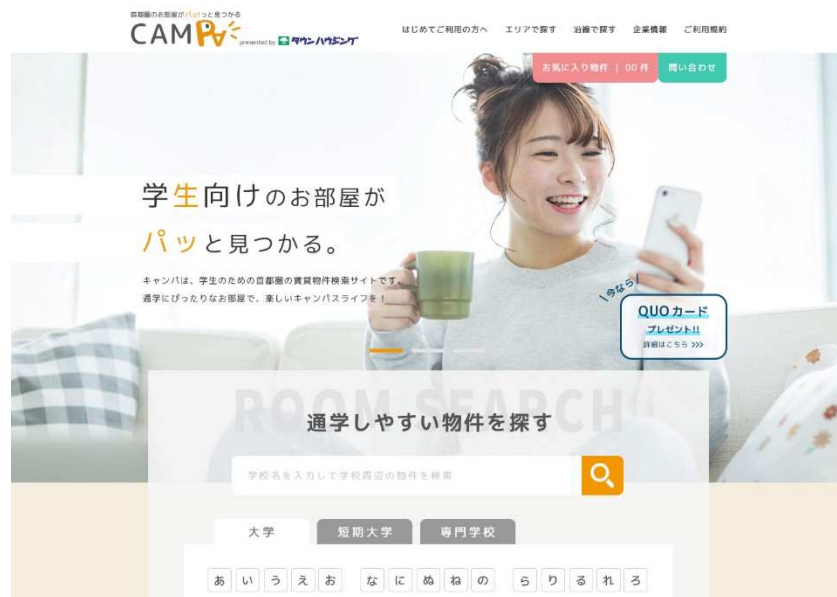 首都圏のお部屋がパッ!っと見つかる
CAMPA presented by タウンハウジング
はじめてご利用の方へ エリアで探す 沿線で探す 企業情報 ご利用規約
お気に入り物件 | 00 件 問い合わせ
学生向けのお部屋が
パッと見つかる。
キャンパは、学生のための首都圏の賃貸物件検索サイトです。
通学にぴったりなお部屋で、楽しいキャンパスライフを!
今なら
QUOカード
プレゼント!!
詳細はこちら >>>
ROOM SEARCH
通学しやすい物件を探す
学校名を入力して学校周辺の物件を検索
大学 短期大学 専門学校
あ い う え お な に ぬ ね の ら り る れ ろ